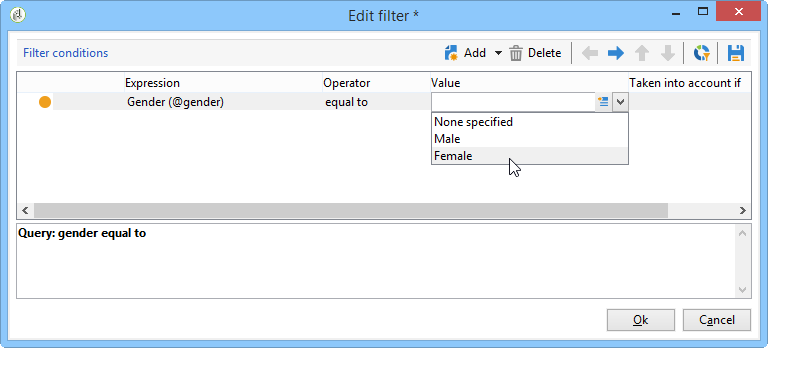 Edit filter *
Filter conditions Add Delete
Expression Operator Value Taken into account if
Gender (@gender) equal to
None specified
Male
Female
Query: gender equal to
Ok Cancel